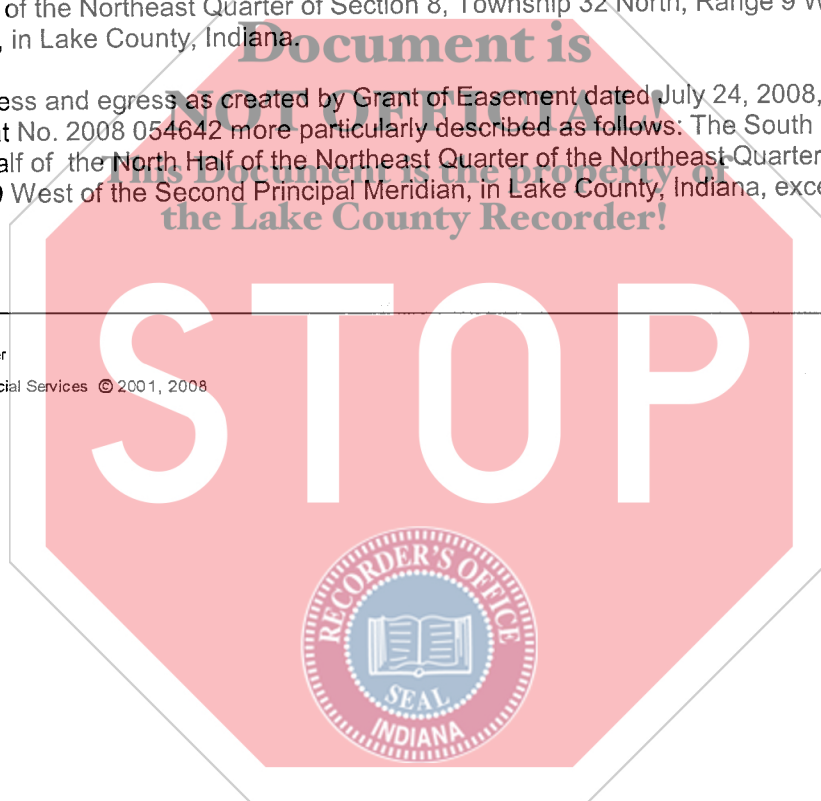 of the Northeast Quarter of Section 8, Township 32 North, Range 9 W
, in Lake County, Indiana.
Document is
ess and egress as created by Grant of Easement dated July 24, 2008,
NOT OFFICIAL!
t No. 2008 054642 more particularly described as follows: The South
alf of the North Half of the Northeast Quarter of the Northeast Quarter
This Document is the property of
West of the Second Principal Meridian, in Lake County, Indiana, exce
the Lake County Recorder!
STOP
r
cial Services © 2001, 2008
RECORDER'S OFFICE
SEAL
INDIANA